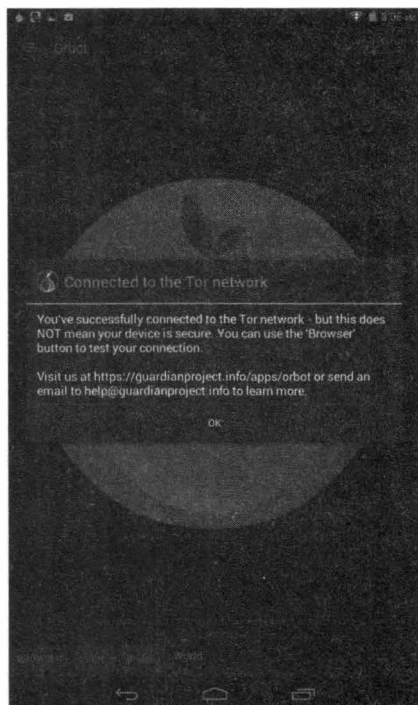 Orbot
Connected to the Tor network
You've successfully connected to the Tor network - but this does
NOT mean your device is secure. You can use the 'Browser'
button to test your connection.
Visit us at https://guardianproject.info/apps/orbot or send an
email to help@guardianproject.info to learn more.
OK
World